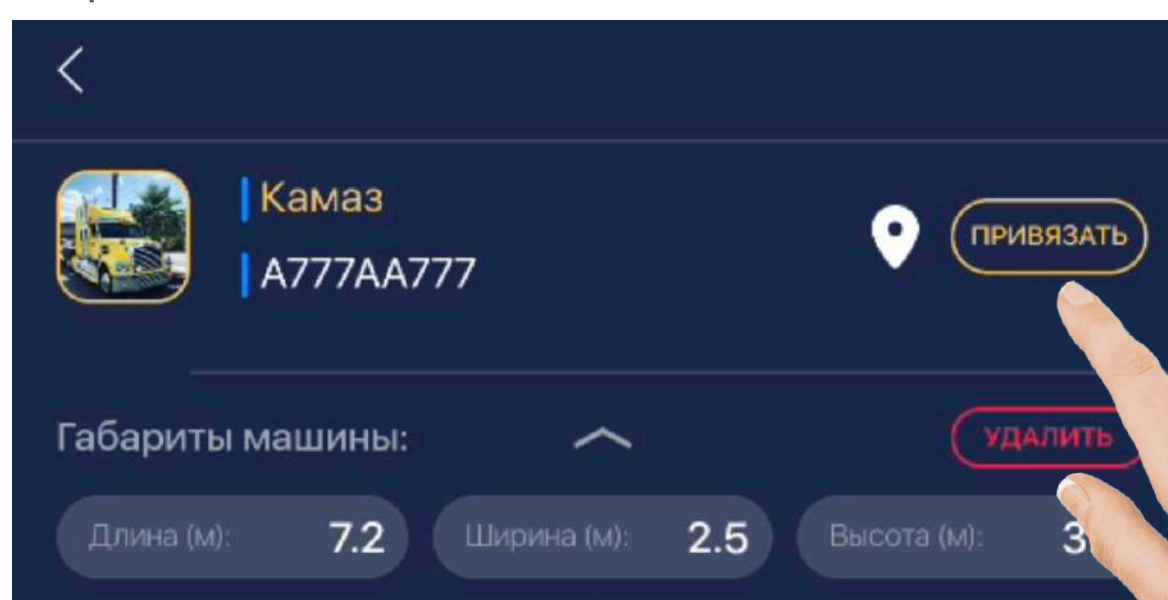 Камаз
А777АА777
ПРИВЯЗАТЬ
Габариты машины:
УДАЛИТЬ
Длина (м): 7.2
Ширина (м): 2.5
Высота (м):